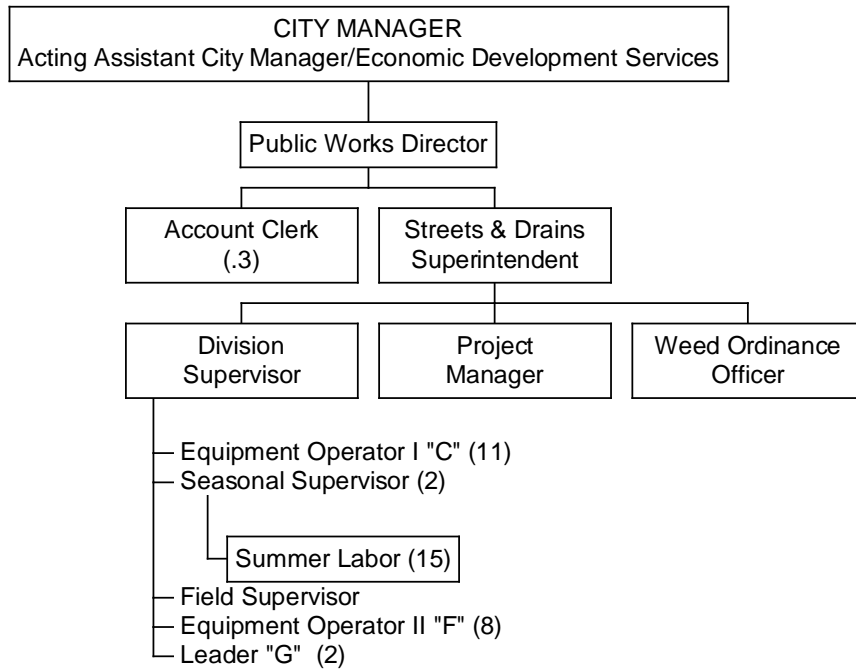 CITY MANAGER
Acting Assistant City Manager/Economic Development Services
Public Works Director
Account Clerk
(.3)
Streets & Drains
Superintendent
Division
Supervisor
Project
Manager
Weed Ordinance
Officer
Equipment Operator I "C" (11)
Seasonal Supervisor (2)
Summer Labor (15)
Field Supervisor
Equipment Operator II "F" (8)
Leader "G" (2)